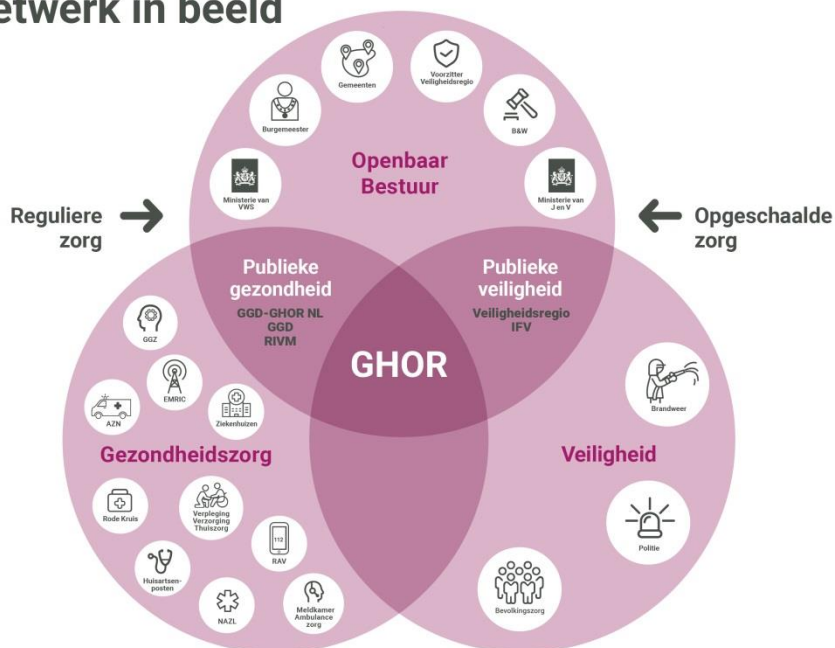 etwerk in beeld
Gemeenten
Voorzitter
Veiligheidsregio
Burgemeester
B&W
Openbaar
Bestuur
Ministerie van
VWS
Ministerie van
J en V
Reguliere
zorg
Opgeschaalde
zorg
Publieke
gezondheid
GGD-GHOR NL
GGD
RIVM
Publieke
veiligheid
Veiligheidsregio
IFV
GHOR
GGZ
EMRIC
AZN
Ziekenhuizen
Gezondheidszorg
Rode Kruis
Verpleging
Verzorging
Thuiszorg
112
RAV
Huisartsen-
posten
NAZL
Meldkamer
Ambulance
zorg
Brandweer
Veiligheid
Politie
Bevolkingszorg